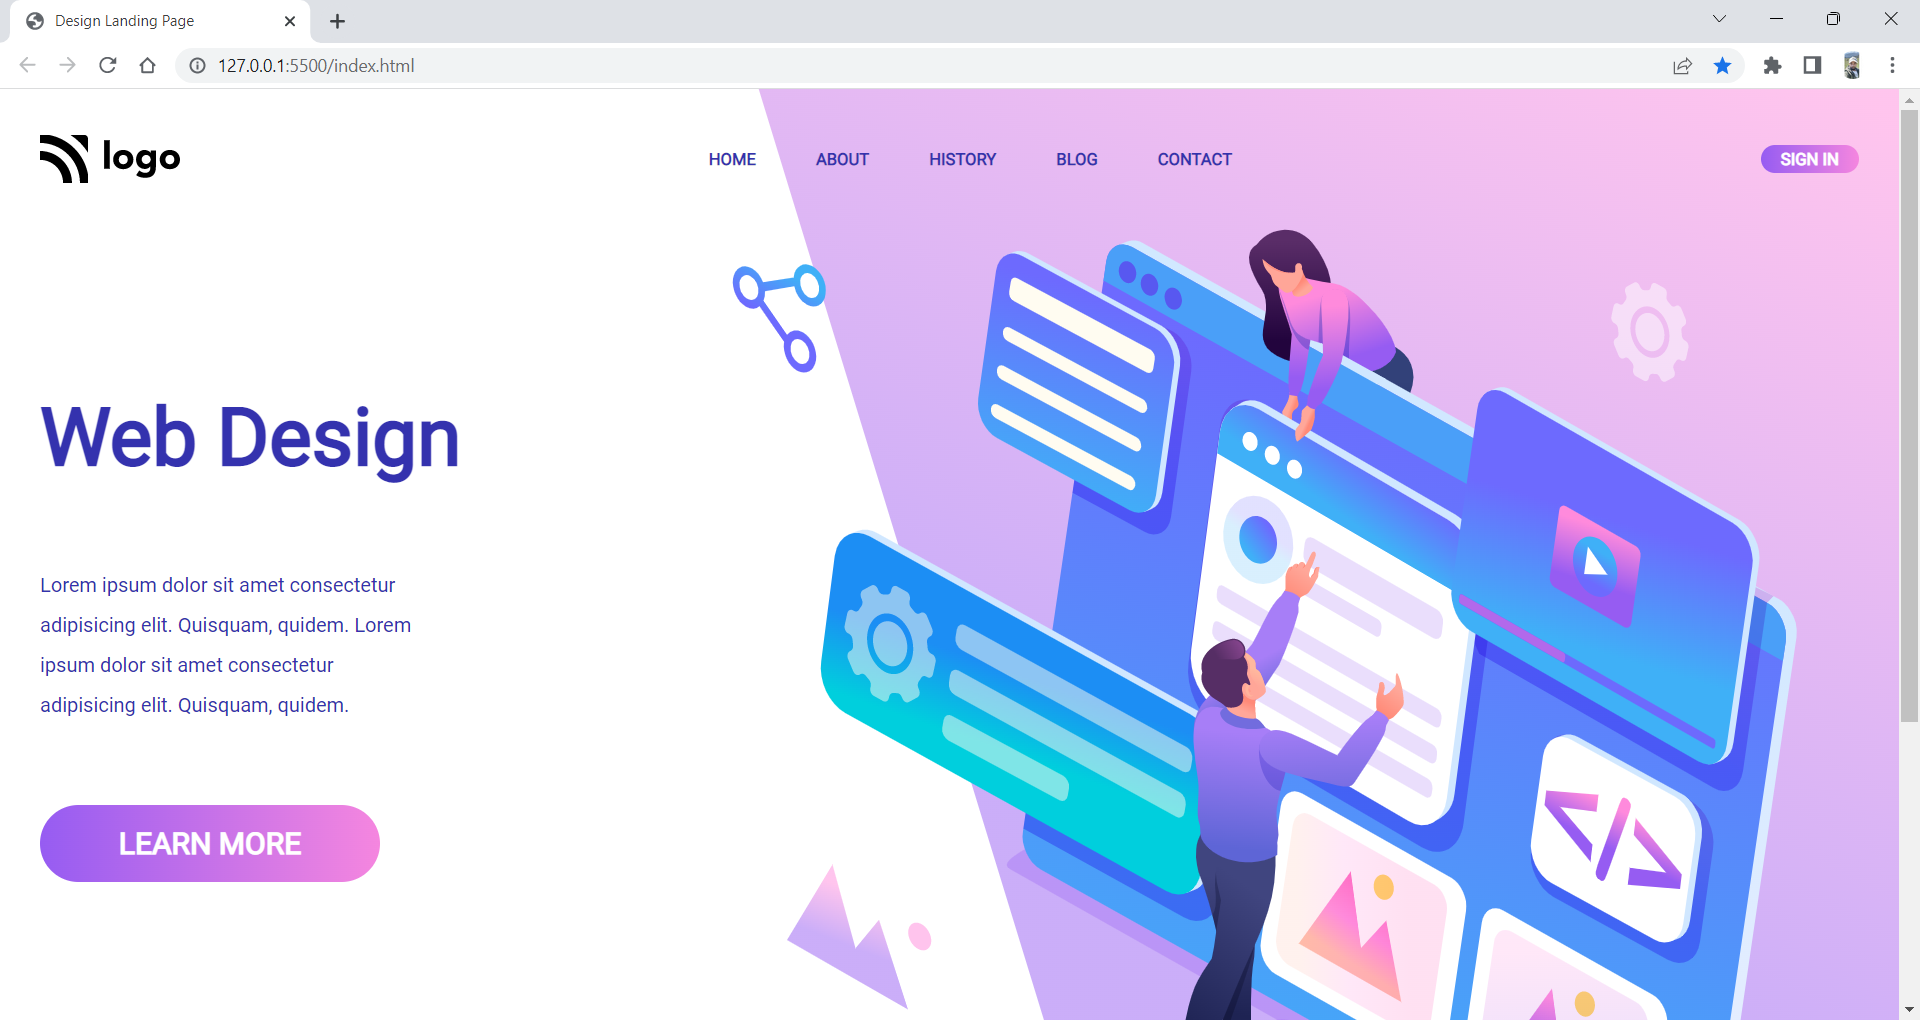 Design Landing Page
127.0.0.1:5500/index.html
logo
HOME ABOUT HISTORY BLOG CONTACT
SIGN IN
Web Design
Lorem ipsum dolor sit amet consectetur
adipisicing elit. Quisquam, quidem. Lorem
ipsum dolor sit amet consectetur
adipisicing elit. Quisquam, quidem.
LEARN MORE
<//>